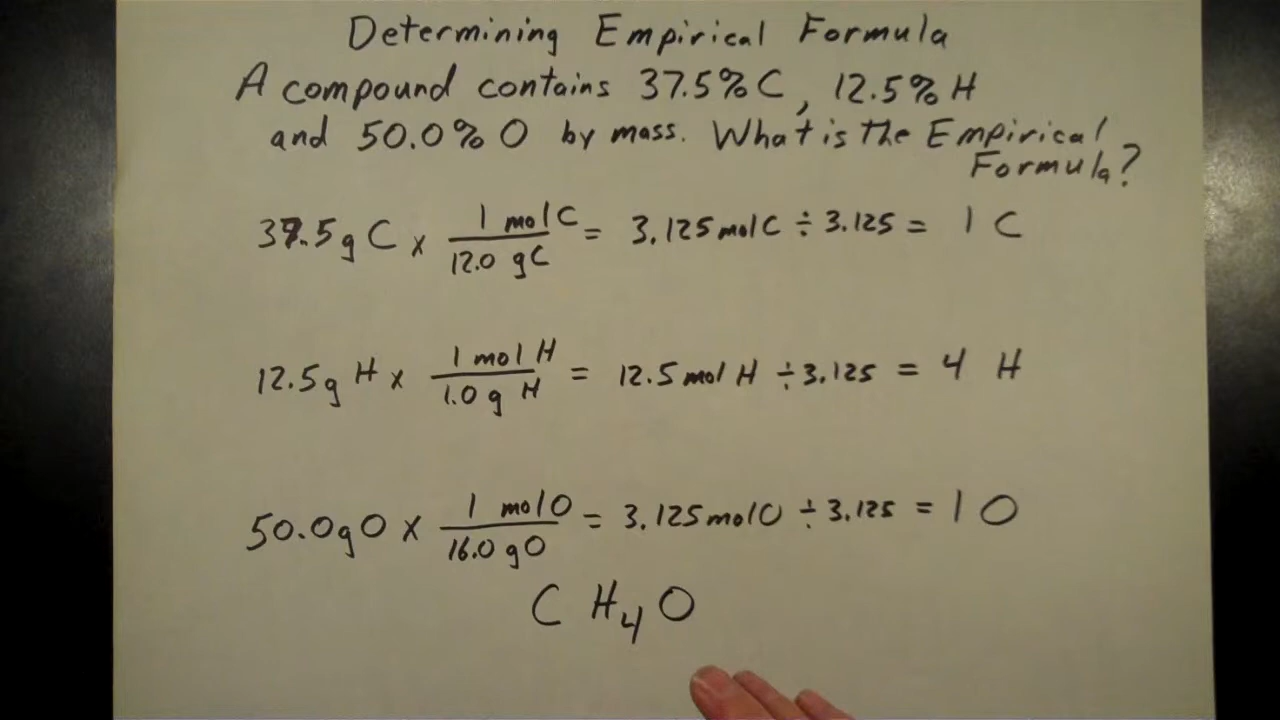 Determining Empirical Formula
A compound contains 37.5% C, 12.5% H
and 50.0% O by mass. What is the Empirical
Formula?
37.5 g C x 1 mol C / 12.0 g C = 3.125 mol C ÷ 3.125 = 1 C
12.5 g H x 1 mol H / 1.0 g H = 12.5 mol H ÷ 3.125 = 4 H
50.0 g O x 1 mol O / 16.0 g O = 3.125 mol O ÷ 3.125 = 1 O
C H₄ O